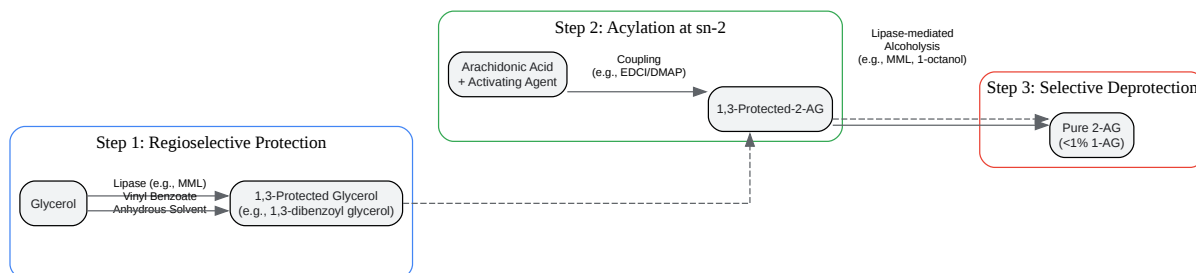 Step 1: Regioselective Protection
Glycerol
Lipase (e.g., MML)
Vinyl Benzoate
Anhydrous Solvent
1,3-Protected Glycerol
(e.g., 1,3-dibenzoyl glycerol)
Step 2: Acylation at sn-2
Arachidonic Acid
+ Activating Agent
Coupling
(e.g., EDCI/DMAP)
1,3-Protected-2-AG
Lipase-mediated
Alcoholysis
(e.g., MML, 1-octanol)
Step 3: Selective Deprotection
Pure 2-AG
(<1% 1-AG)